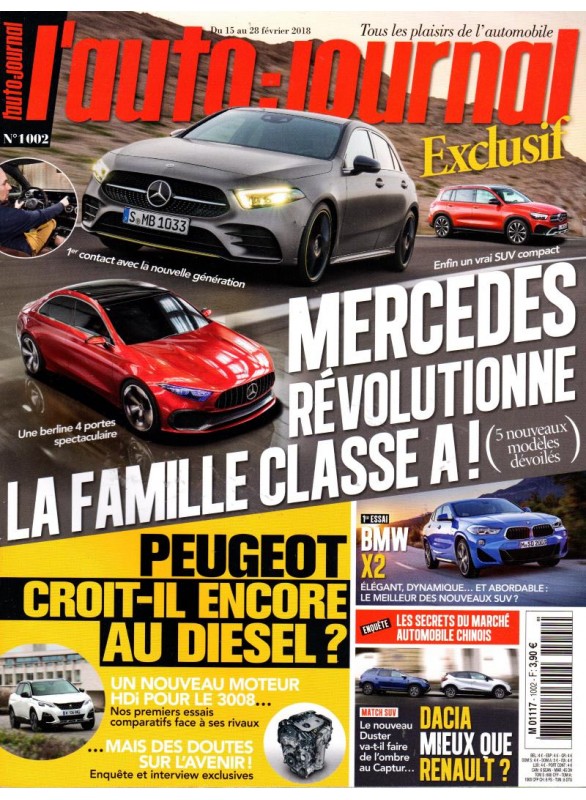 Du 15 au 28 février 2018
Tous les plaisirs de l'automobile
l'auto-journal
l'auto-journal
N°1002
Exclusif
S MB 1033
1er contact avec la nouvelle génération
Enfin un vrai SUV compact
MERCEDES
RÉVOLUTIONNE
LA FAMILLE CLASSE A !
(5 nouveaux
modèles
dévoilés)
Une berline 4 portes
spectaculaire
PEUGEOT
CROIT-IL ENCORE
AU DIESEL ?
UN NOUVEAU MOTEUR
HDi POUR LE 3008...
Nos premiers essais
comparatifs face à ses rivaux
...MAIS DES DOUTES
SUR L'AVENIR !
Enquête et interview exclusives
1er ESSAI
BMW
X2
ÉLÉGANT, DYNAMIQUE... ET ABORDABLE :
LE MEILLEUR DES NOUVEAUX SUV ?
ENQUÊTE
LES SECRETS DU MARCHÉ
AUTOMOBILE CHINOIS
MATCH SUV
Le nouveau
Duster
va-t-il faire
de l'ombre
au Captur...
DACIA
MIEUX QUE
RENAULT ?
M 01117 - 1002 - F: 3,90 €